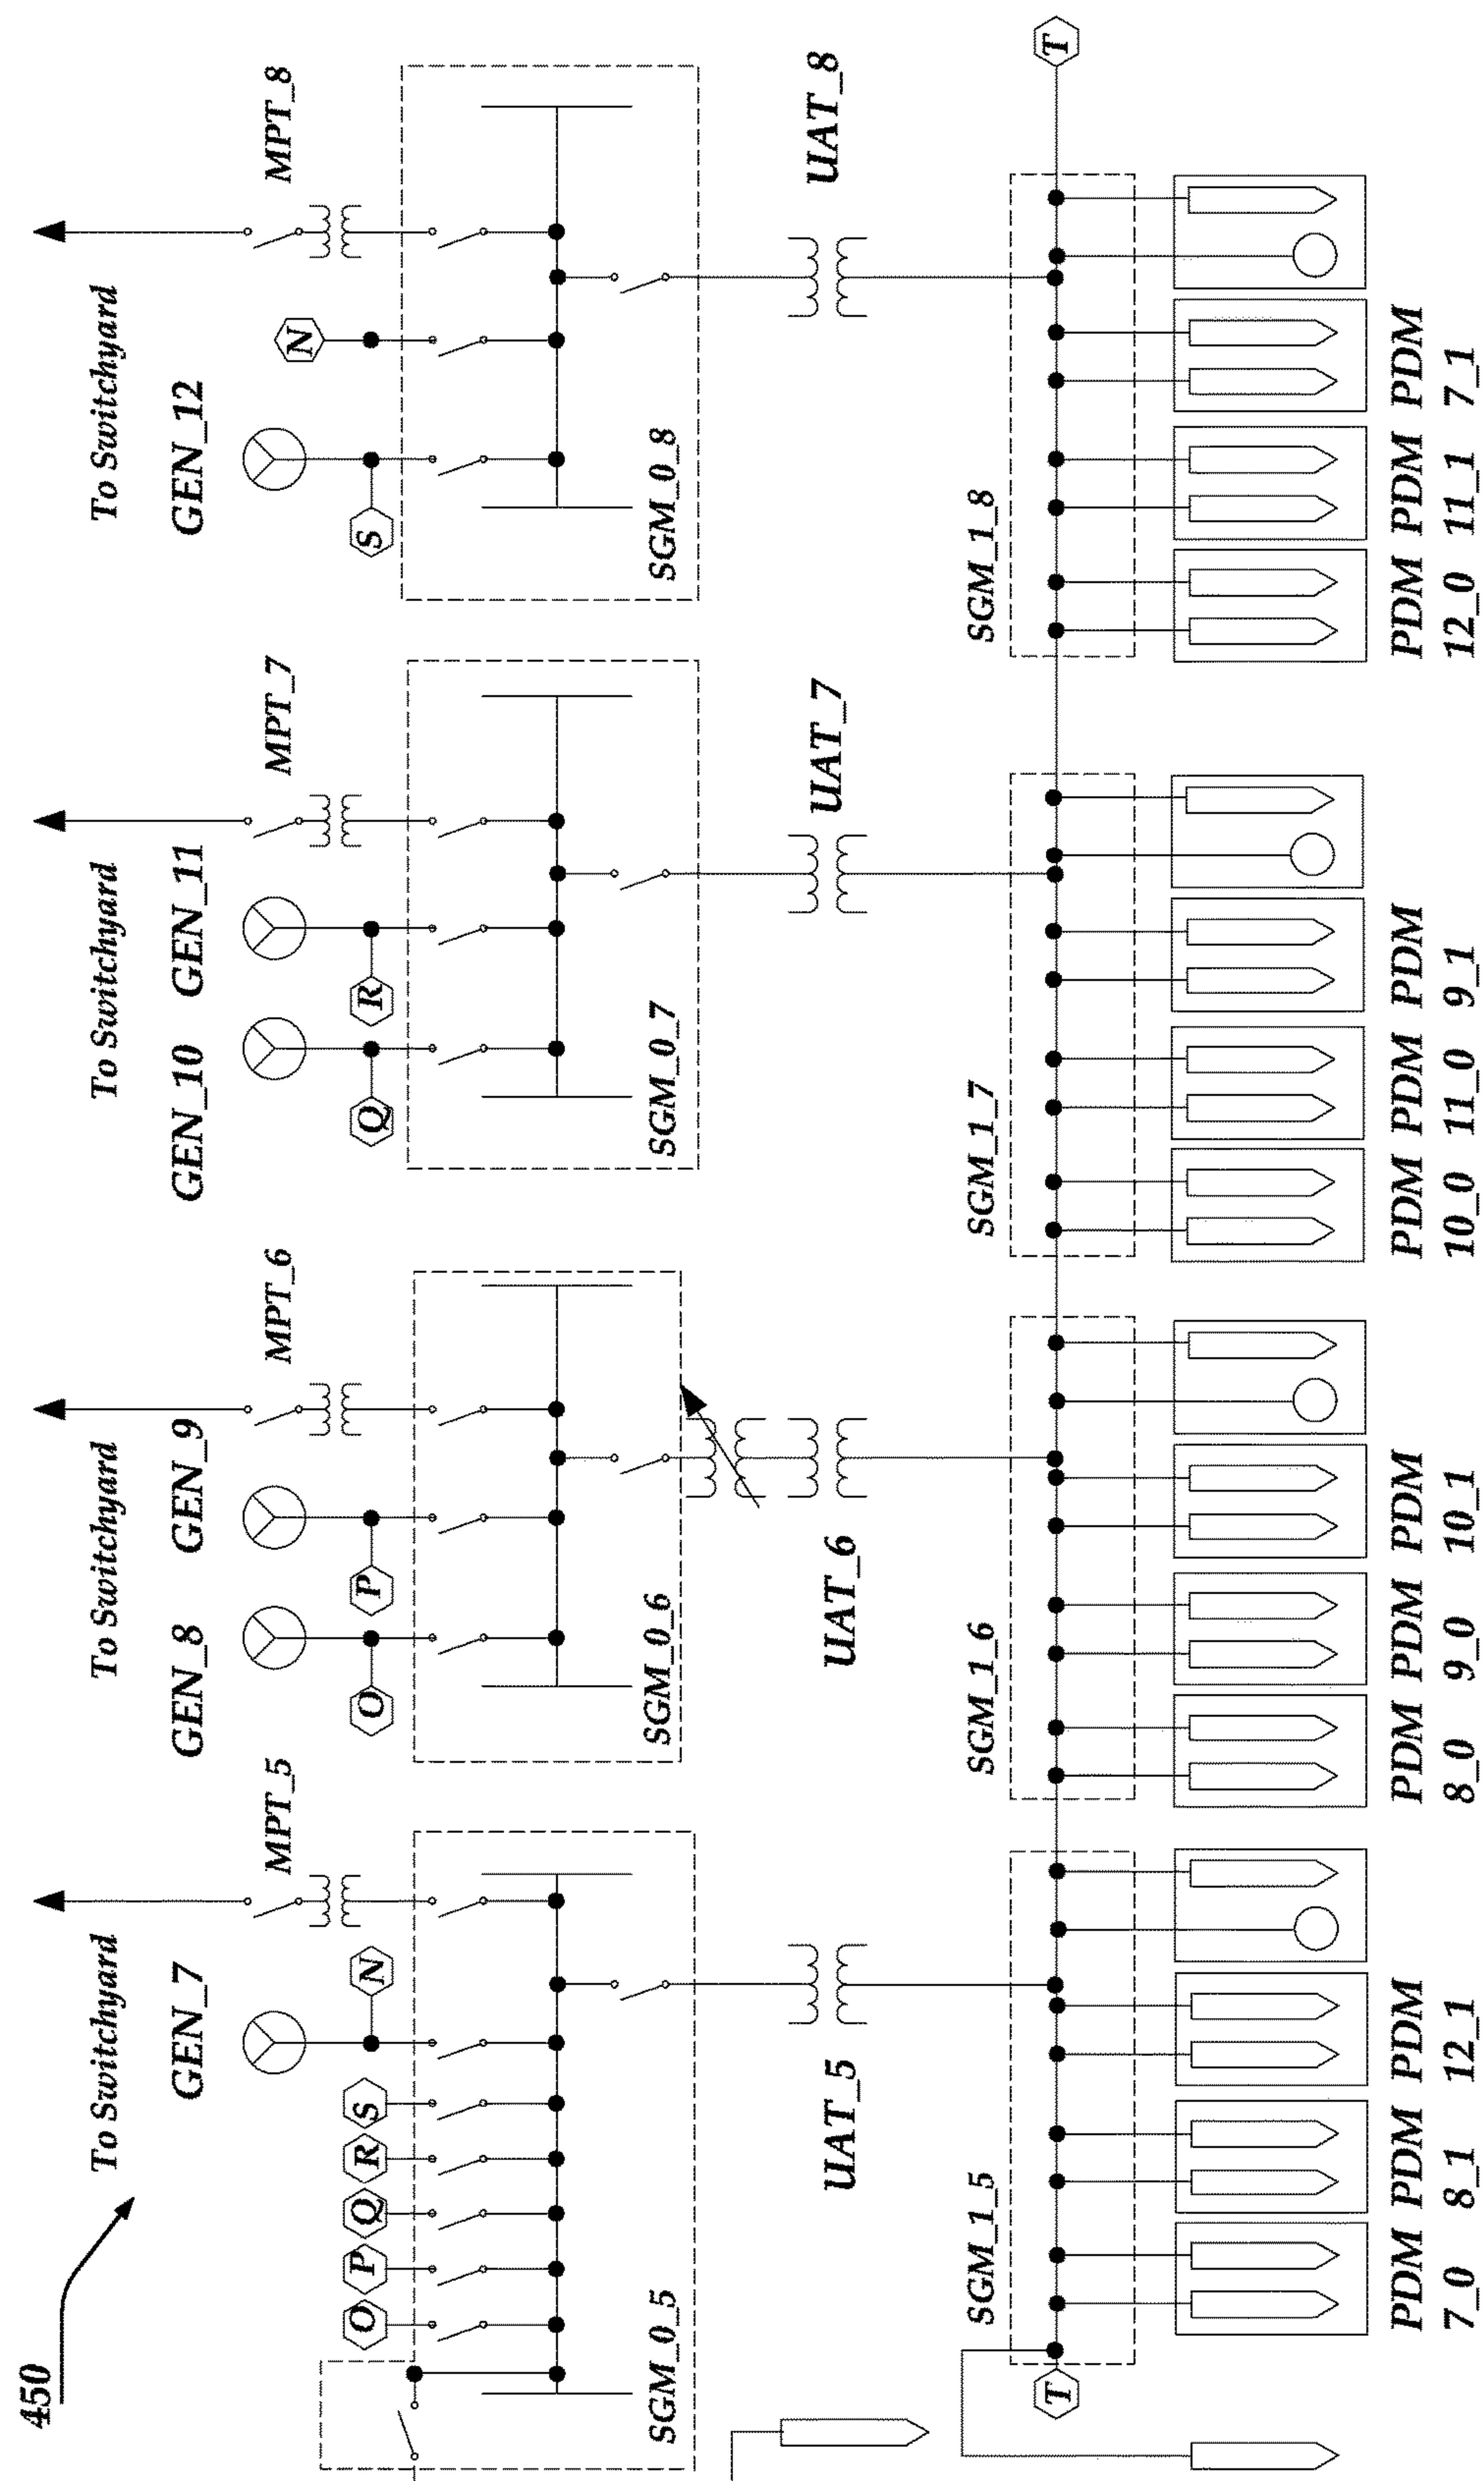 450
To Switchyard
To Switchyard
To Switchyard
To Switchyard
GEN_7
GEN_8
GEN_9
GEN_10
GEN_11
GEN_12
MPT_5
MPT_6
MPT_7
MPT_8
O
P
Q
R
S
N
O
P
Q
R
S
N
SGM_0_5
SGM_0_6
SGM_0_7
SGM_0_8
UAT_5
UAT_6
UAT_7
UAT_8
SGM_1_5
SGM_1_6
SGM_1_7
SGM_1_8
T
T
PDM PDM PDM
7_0 8_1 12_1
PDM PDM PDM
8_0 9_0 10_1
PDM PDM PDM
10_0 11_0 9_1
PDM PDM PDM
12_0 11_1 7_1